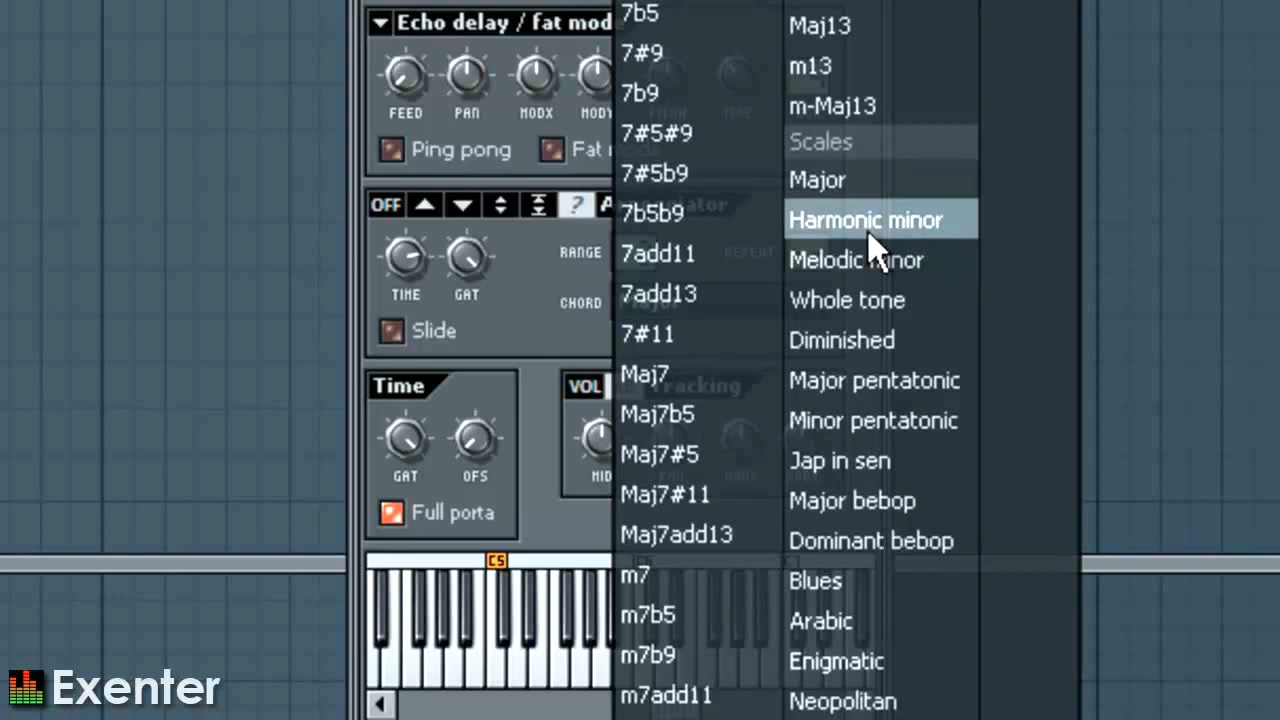 Echo delay / fat mod
FEED PAN MODX MODY
Ping pong Fat
OFF ? A
TIME GAT RANGE REPEAT
CHORD
Slide
Time VOL Tracking
GAT OFS MID
Full porta
C5
7b5
7#9
7b9
7#5#9
7#5b9
7b5b9
7add11
7add13
7#11
Maj7
Maj7b5
Maj7#5
Maj7#11
Maj7add13
m7
m7b5
m7b9
m7add11
Maj13
m13
m-Maj13
Scales
Major
Harmonic minor
Melodic minor
Whole tone
Diminished
Major pentatonic
Minor pentatonic
Jap in sen
Major bebop
Dominant bebop
Blues
Arabic
Enigmatic
Neopolitan
Exenter